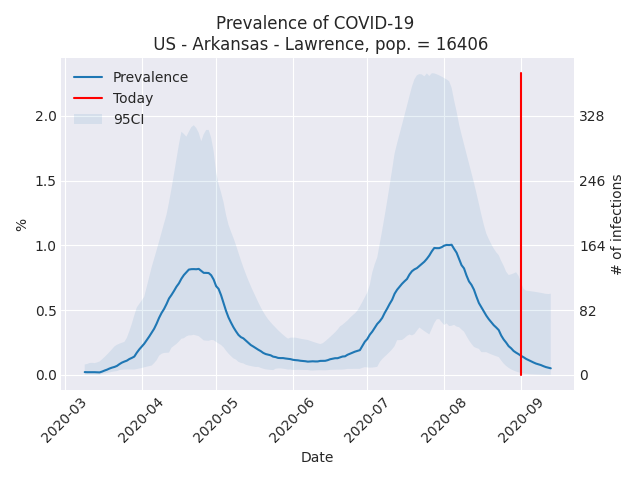 Prevalence of COVID-19
US - Arkansas - Lawrence, pop. = 16406
Prevalence
Today
95CI
%
2.0
1.5
1.0
0.5
0.0
328
246
164
82
0
# of infections
2020-03
2020-04
2020-05
2020-06
2020-07
2020-08
2020-09
Date